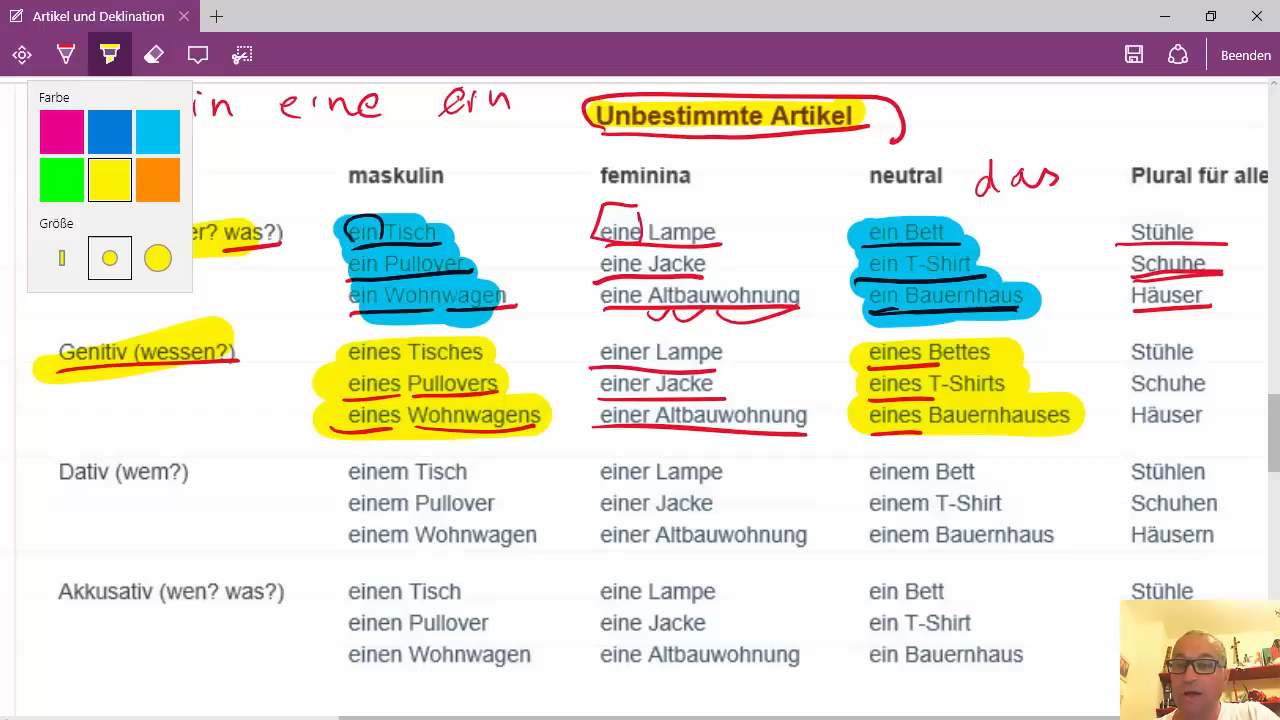 Artikel und Deklination
Beenden
Farbe
in eine ein
Unbestimmte Artikel
maskulin feminina neutral das Plural für alle
Größe
er? was?) ein Tisch eine Lampe ein Bett Stühle
ein Pullover eine Jacke ein T-Shirt Schuhe
ein Wohnwagen eine Altbauwohnung ein Bauernhaus Häuser
Genitiv (wessen?) eines Tisches einer Lampe eines Bettes Stühle
eines Pullovers einer Jacke eines T-Shirts Schuhe
eines Wohnwagens einer Altbauwohnung eines Bauernhauses Häuser
Dativ (wem?) einem Tisch einer Lampe einem Bett Stühlen
einem Pullover einer Jacke einem T-Shirt Schuhen
einem Wohnwagen einer Altbauwohnung einem Bauernhaus Häusern
Akkusativ (wen? was?) einen Tisch eine Lampe ein Bett Stühle
einen Pullover eine Jacke ein T-Shirt
einen Wohnwagen eine Altbauwohnung ein Bauernhaus